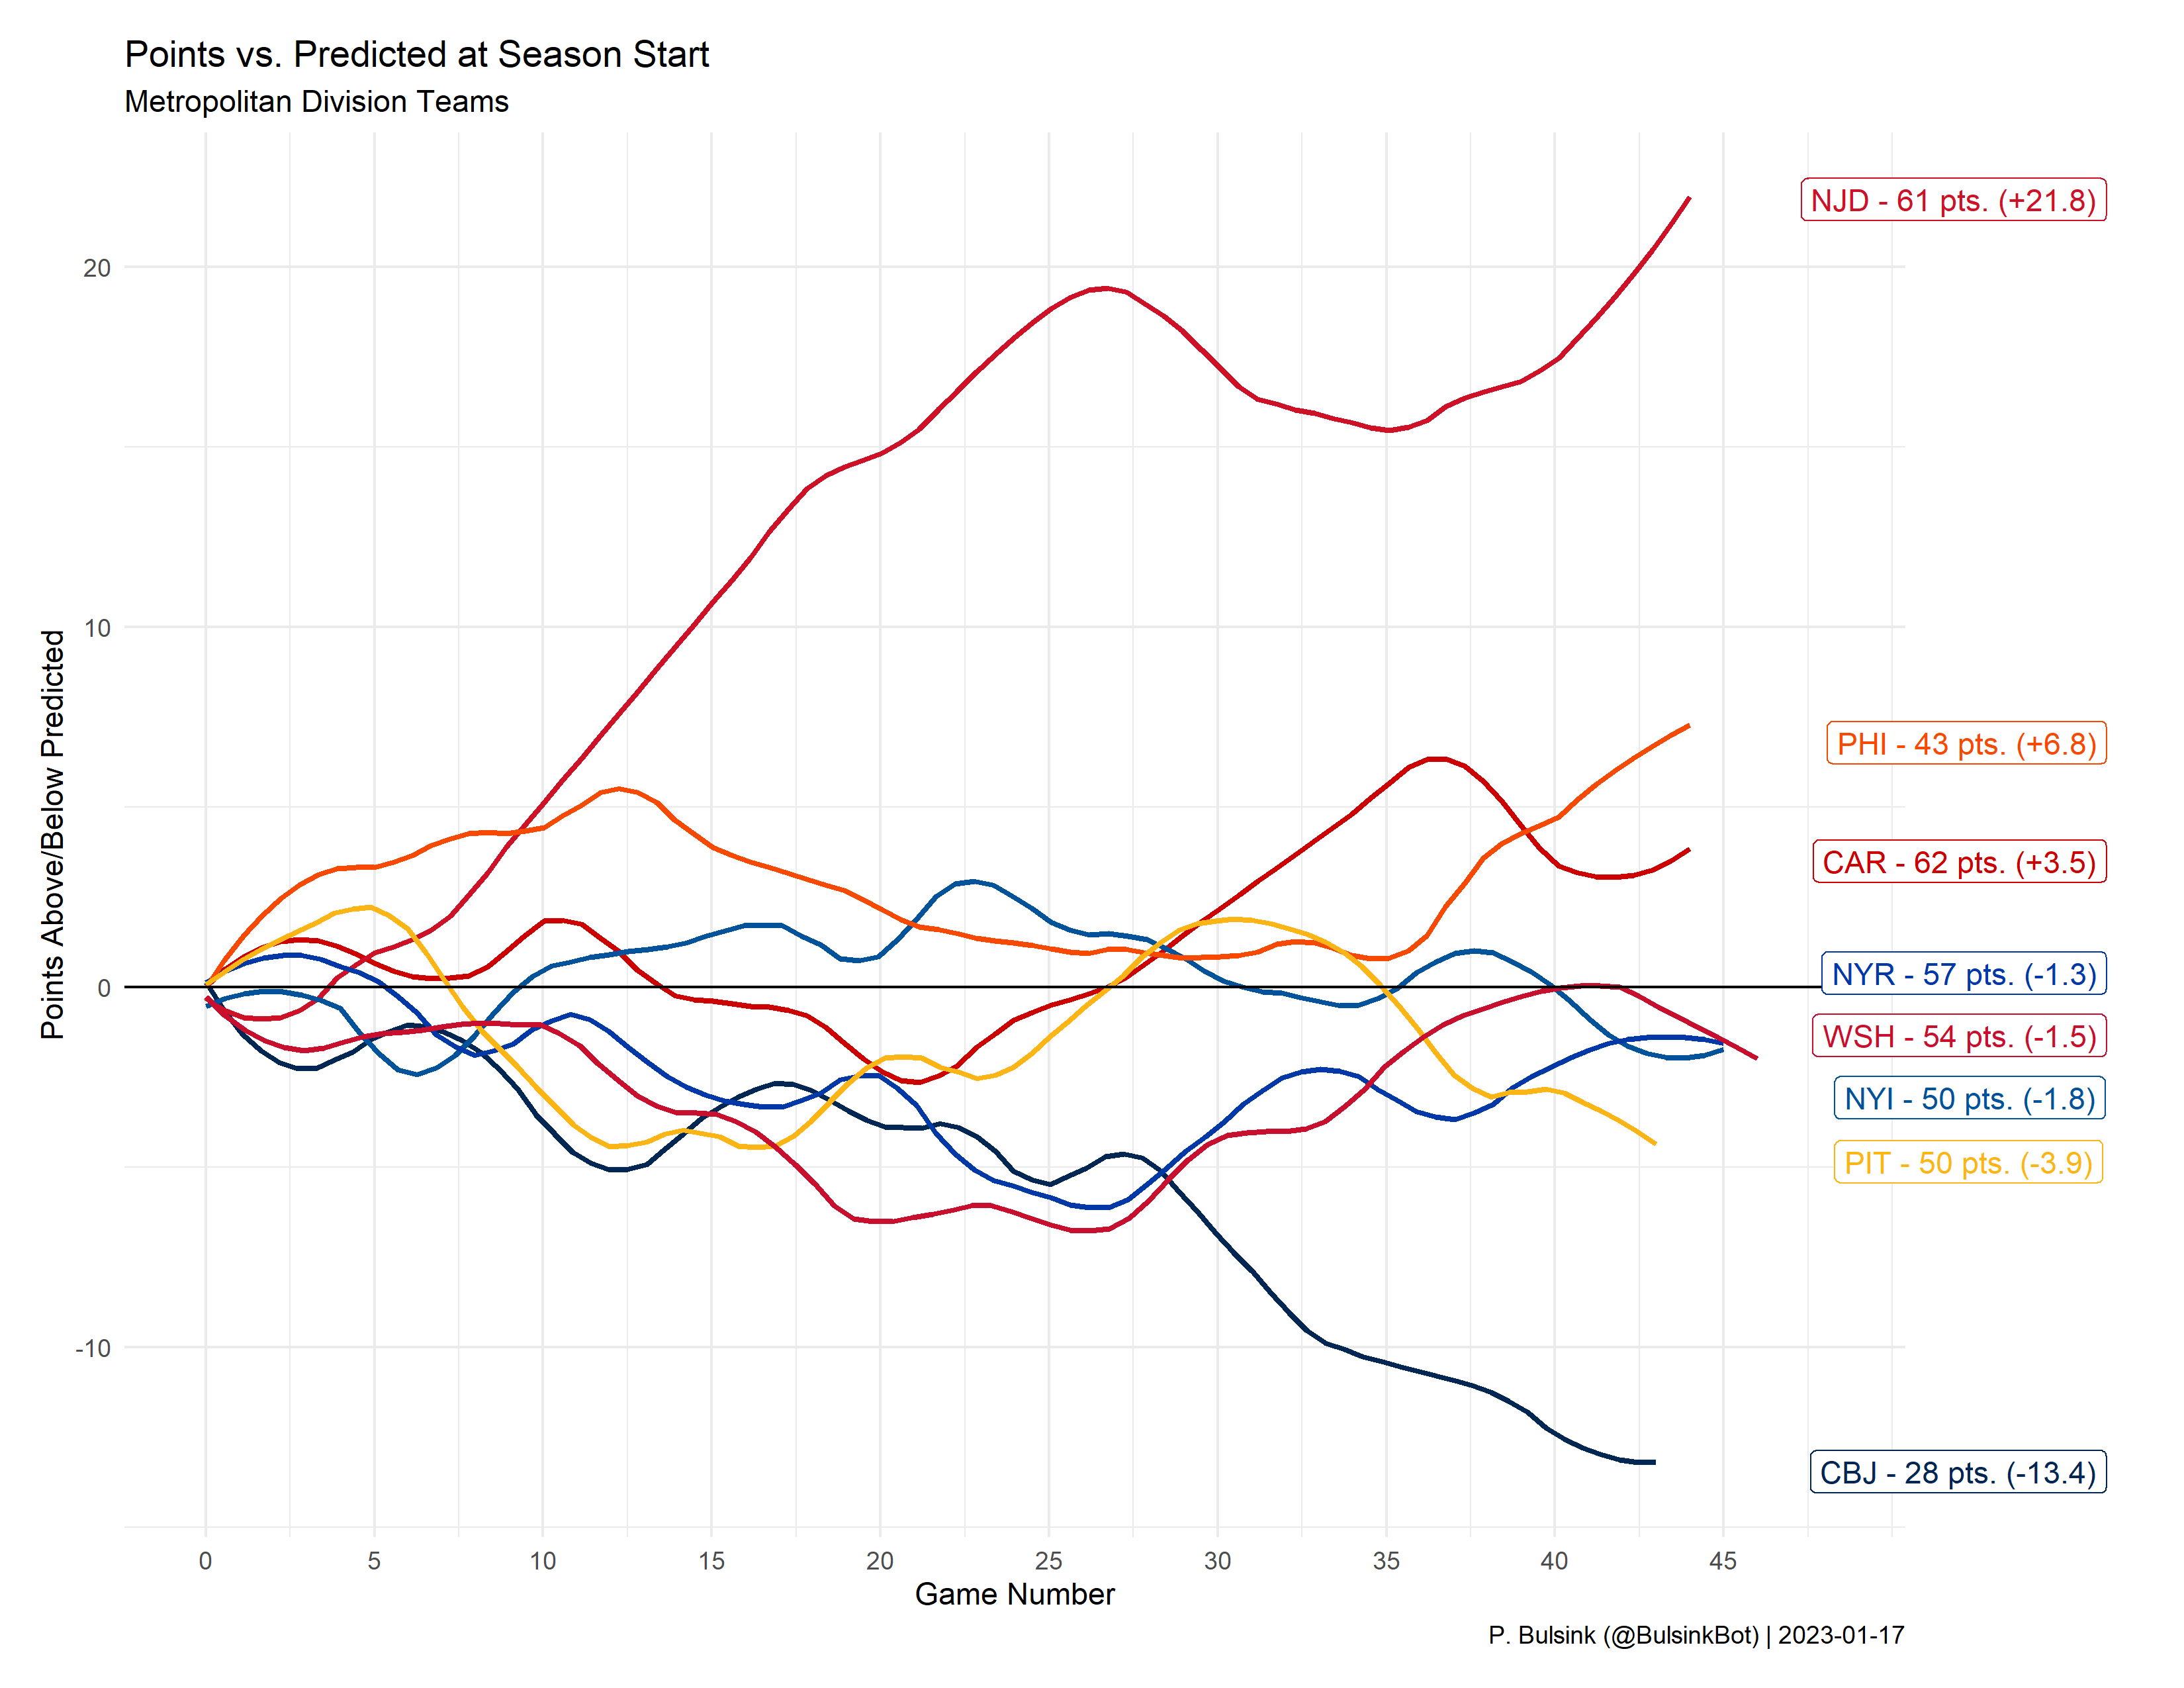 Points vs. Predicted at Season Start
Metropolitan Division Teams
Points Above/Below Predicted
20
10
0
-10
NJD - 61 pts. (+21.8)
PHI - 43 pts. (+6.8)
CAR - 62 pts. (+3.5)
NYR - 57 pts. (-1.3)
WSH - 54 pts. (-1.5)
NYI - 50 pts. (-1.8)
PIT - 50 pts. (-3.9)
CBJ - 28 pts. (-13.4)
0 5 10 15 20 25 30 35 40 45
Game Number
P. Bulsink (@BulsinkBot) | 2023-01-17